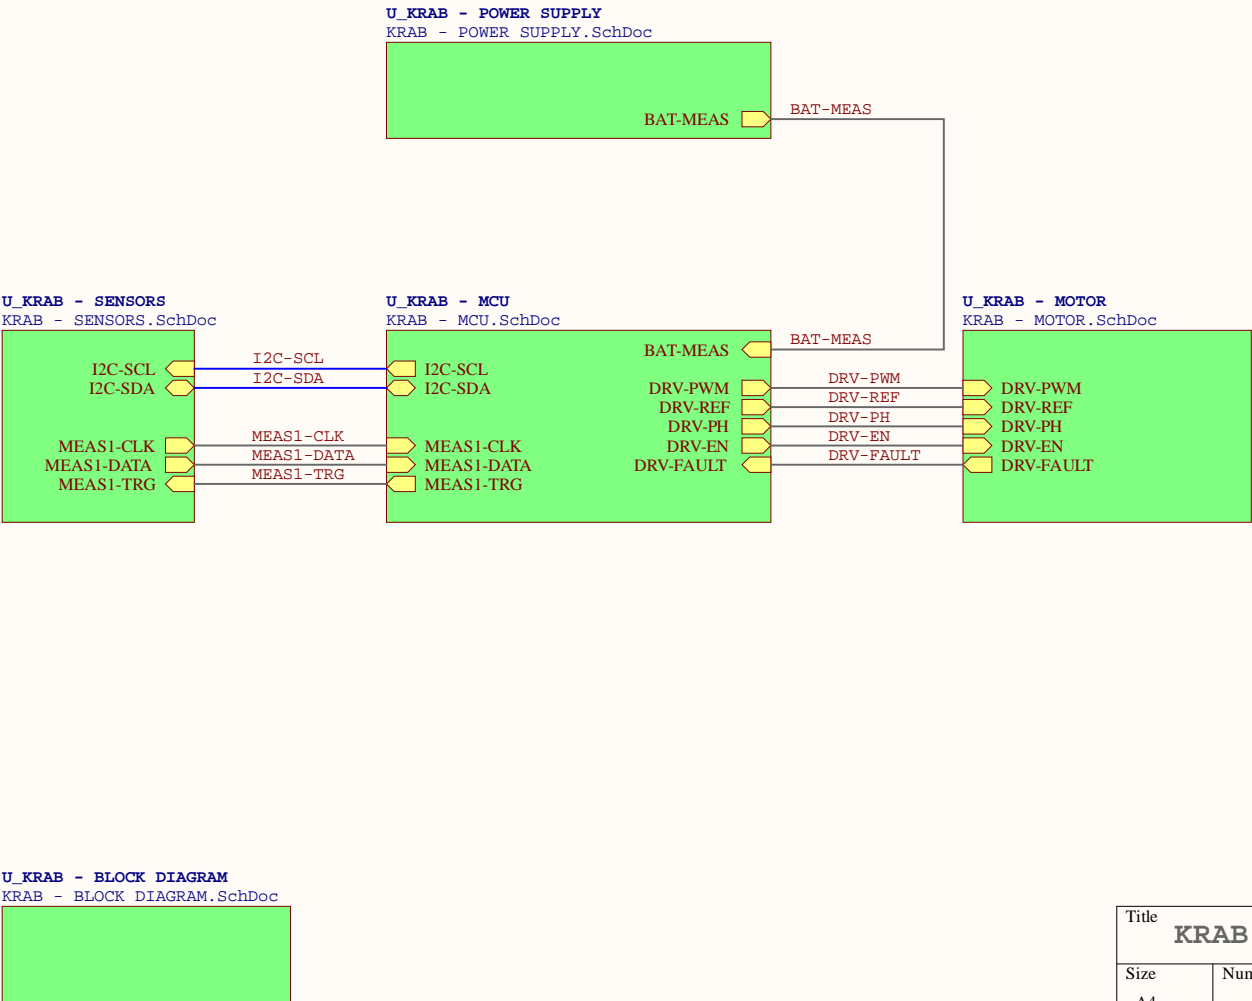 U_KRAB - POWER SUPPLY
KRAB - POWER SUPPLY.SchDoc
BAT-MEAS
BAT-MEAS
U_KRAB - SENSORS
KRAB - SENSORS.SchDoc
I2C-SCL
I2C-SDA
MEAS1-CLK
MEAS1-DATA
MEAS1-TRG
I2C-SCL
I2C-SDA
MEAS1-CLK
MEAS1-DATA
MEAS1-TRG
U_KRAB - MCU
KRAB - MCU.SchDoc
I2C-SCL
I2C-SDA
MEAS1-CLK
MEAS1-DATA
MEAS1-TRG
BAT-MEAS
DRV-PWM
DRV-REF
DRV-PH
DRV-EN
DRV-FAULT
BAT-MEAS
DRV-PWM
DRV-REF
DRV-PH
DRV-EN
DRV-FAULT
U_KRAB - MOTOR
KRAB - MOTOR.SchDoc
DRV-PWM
DRV-REF
DRV-PH
DRV-EN
DRV-FAULT
U_KRAB - BLOCK DIAGRAM
KRAB - BLOCK DIAGRAM.SchDoc
Title
KRAB
Size